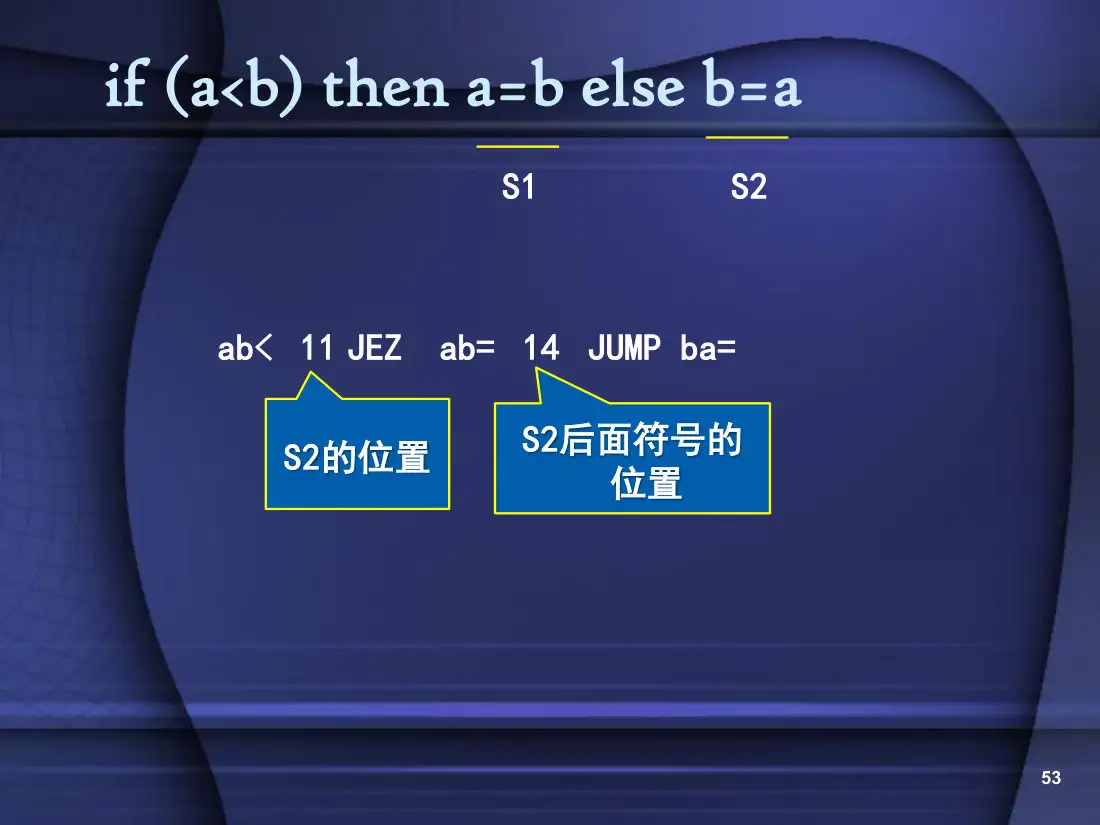 if (a<b) then a=b else b=a
S1 S2
ab< 11 JEZ ab= 14 JUMP ba=
S2的位置
S2后面符号的
位置
53